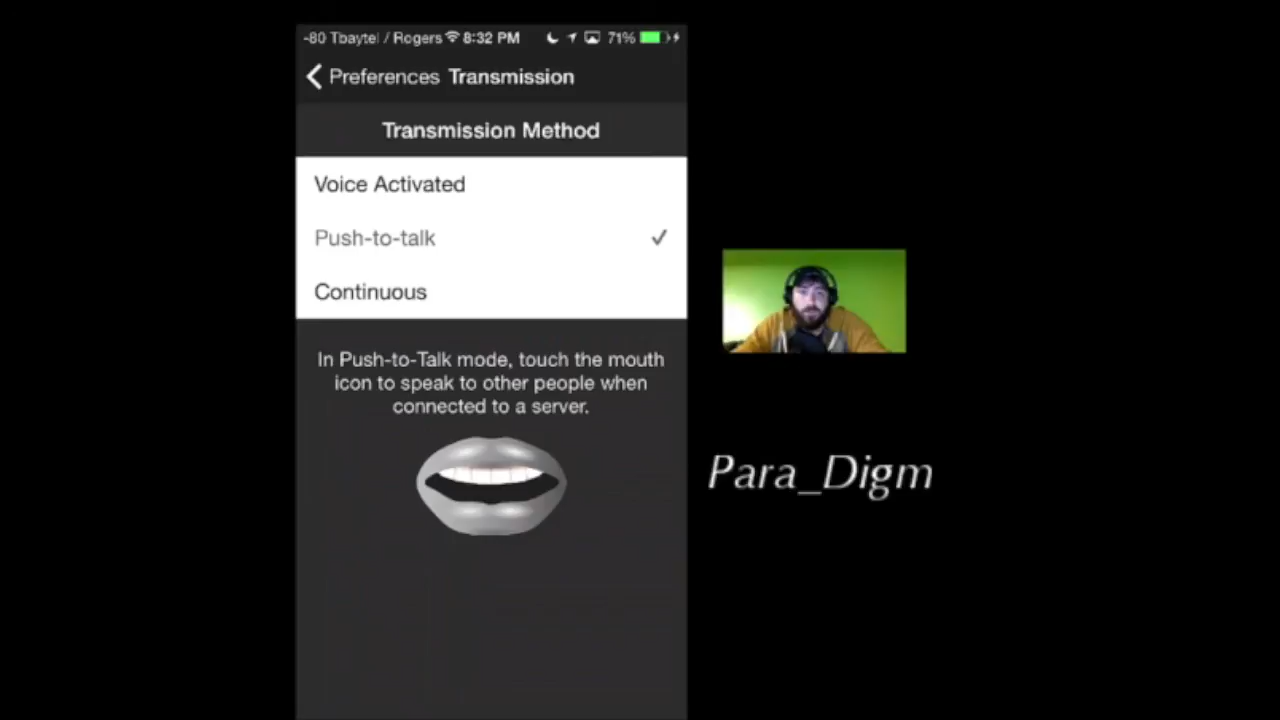 -80 Tbaytel / Rogers 8:32 PM 71%
Preferences Transmission
Transmission Method
Voice Activated
Push-to-talk
Continuous
In Push-to-Talk mode, touch the mouth
icon to speak to other people when
connected to a server.
Para_Digm